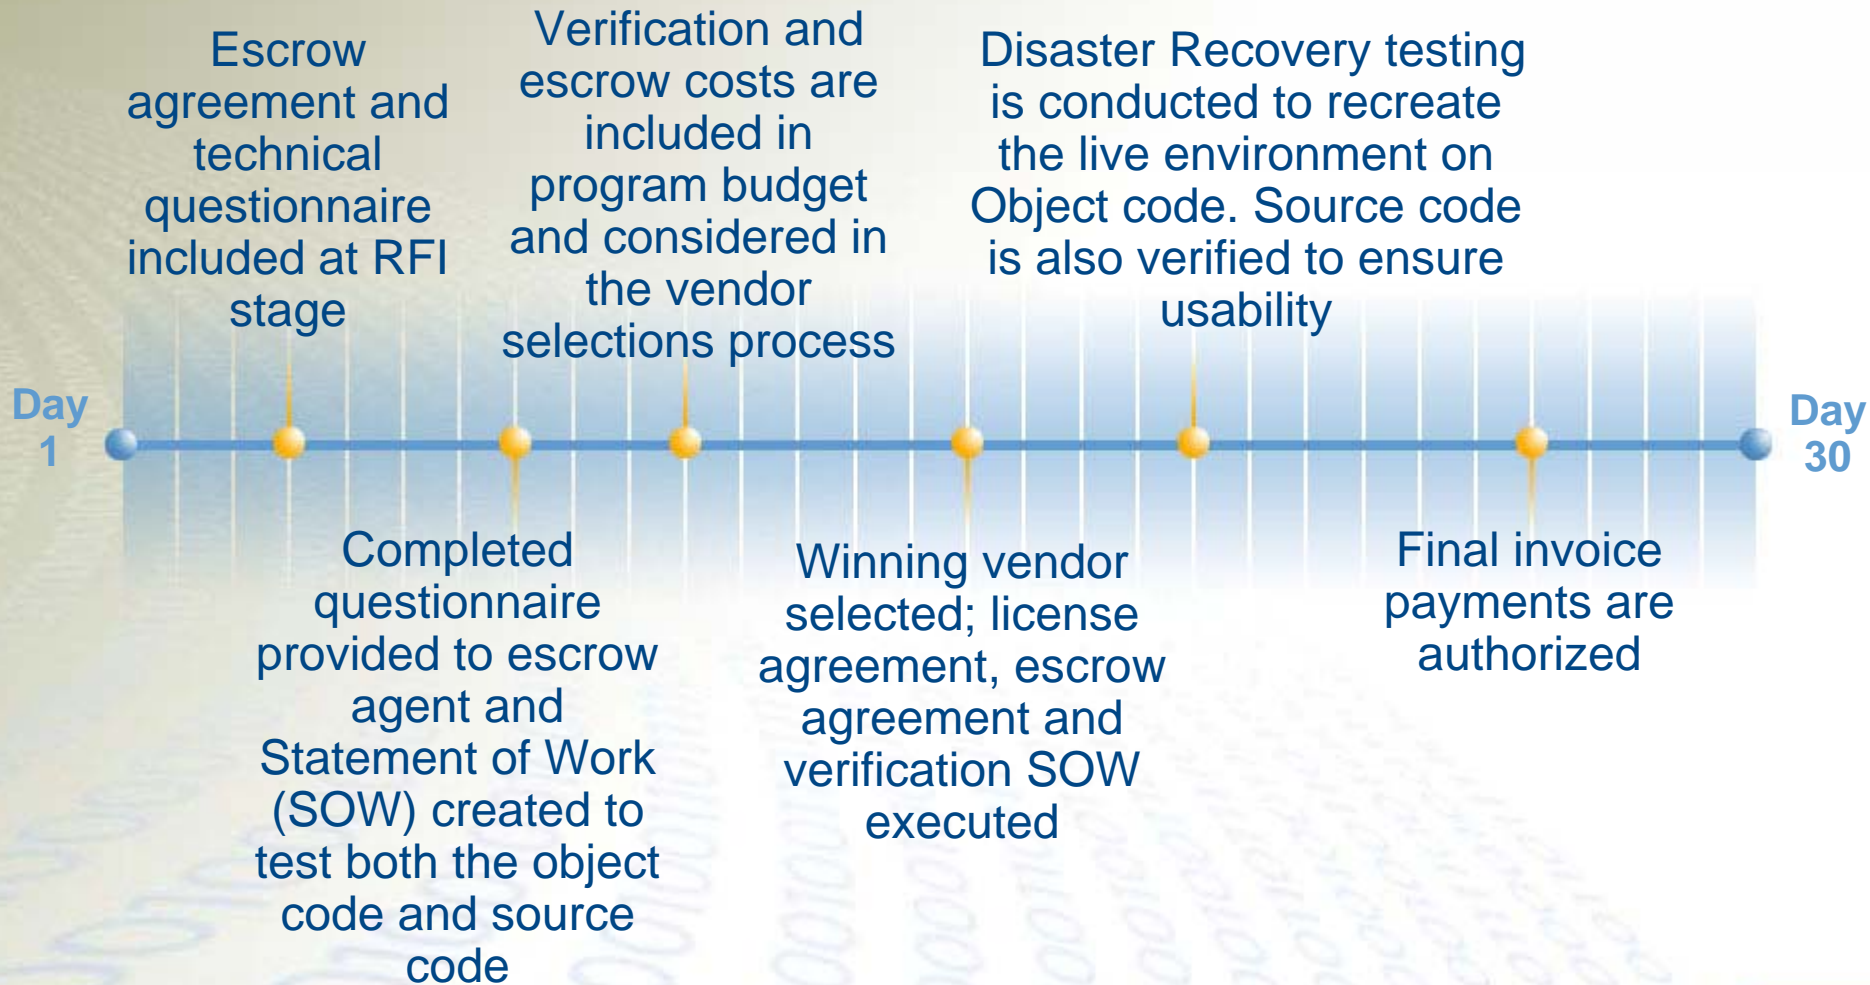 Escrow
agreement and
technical
questionnaire
included at RFI
stage
Verification and
escrow costs are
included in
program budget
and considered in
the vendor
selections process
Disaster Recovery testing
is conducted to recreate
the live environment on
Object code. Source code
is also verified to ensure
usability
Day
1
Day
30
Completed
questionnaire
provided to escrow
agent and
Statement of Work
(SOW) created to
test both the object
code and source
code
Winning vendor
selected; license
agreement, escrow
agreement and
verification SOW
executed
Final invoice
payments are
authorized